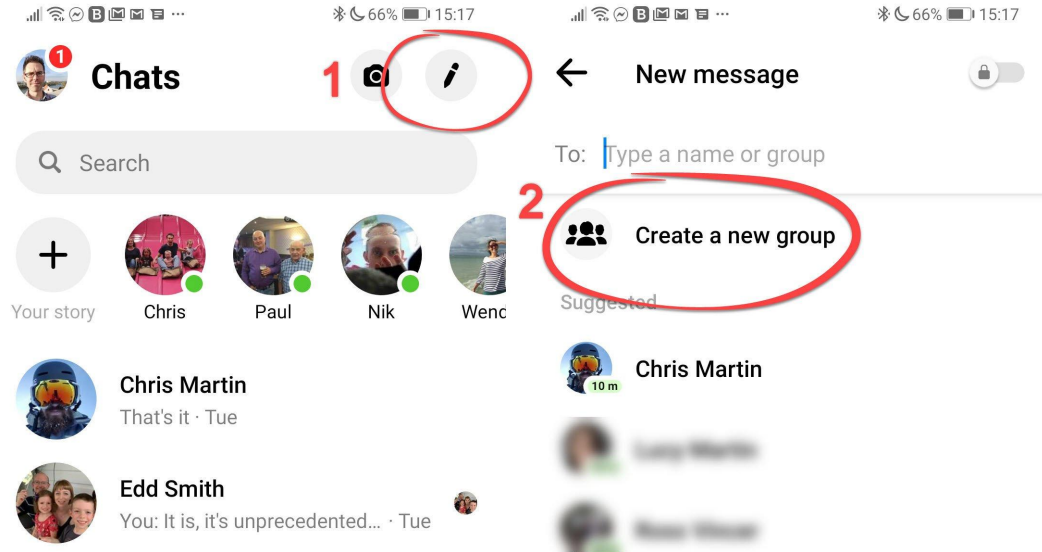 66% 15:17
1
Chats
1
Search
Your story
Chris
Paul
Nik
Wend
Chris Martin
That's it · Tue
Edd Smith
You: It is, it's unprecedented... · Tue
66% 15:17
New message
To: Type a name or group
2
Create a new group
Suggested
Chris Martin
10 m